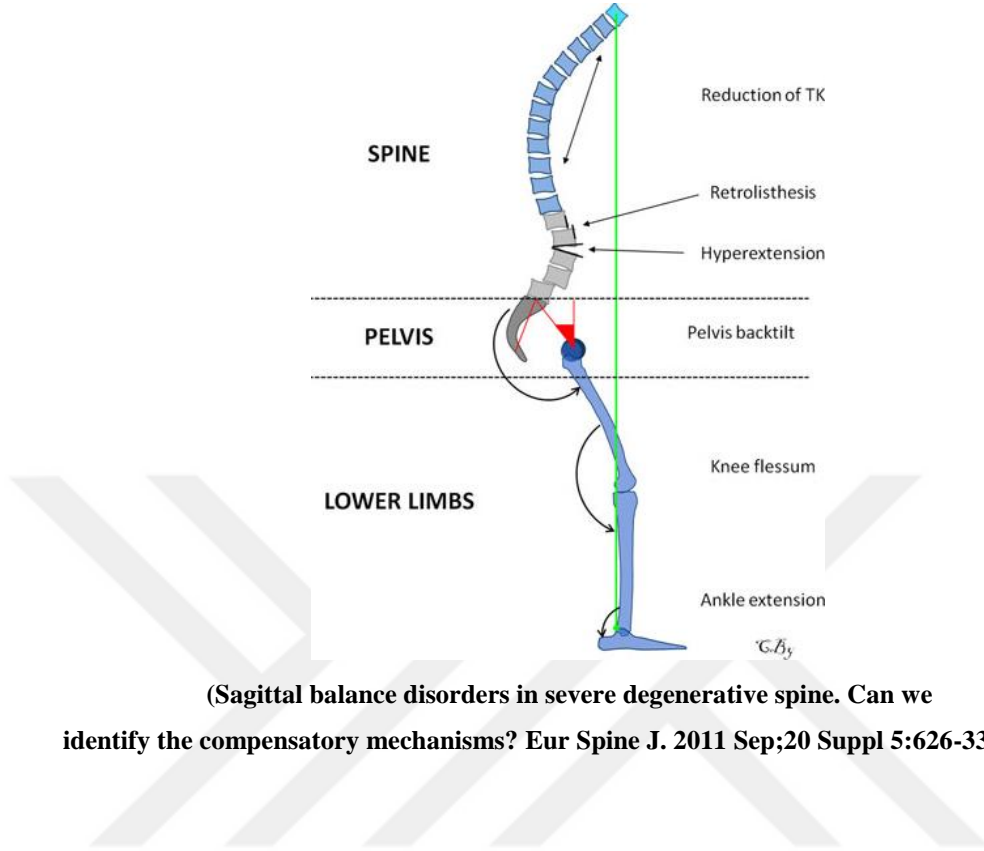 Reduction of TK
SPINE
Retrolisthesis
Hyperextension
PELVIS
Pelvis backtilt
Knee flessum
LOWER LIMBS
Ankle extension
(Sagittal balance disorders in severe degenerative spine. Can we
identify the compensatory mechanisms? Eur Spine J. 2011 Sep;20 Suppl 5:626-33